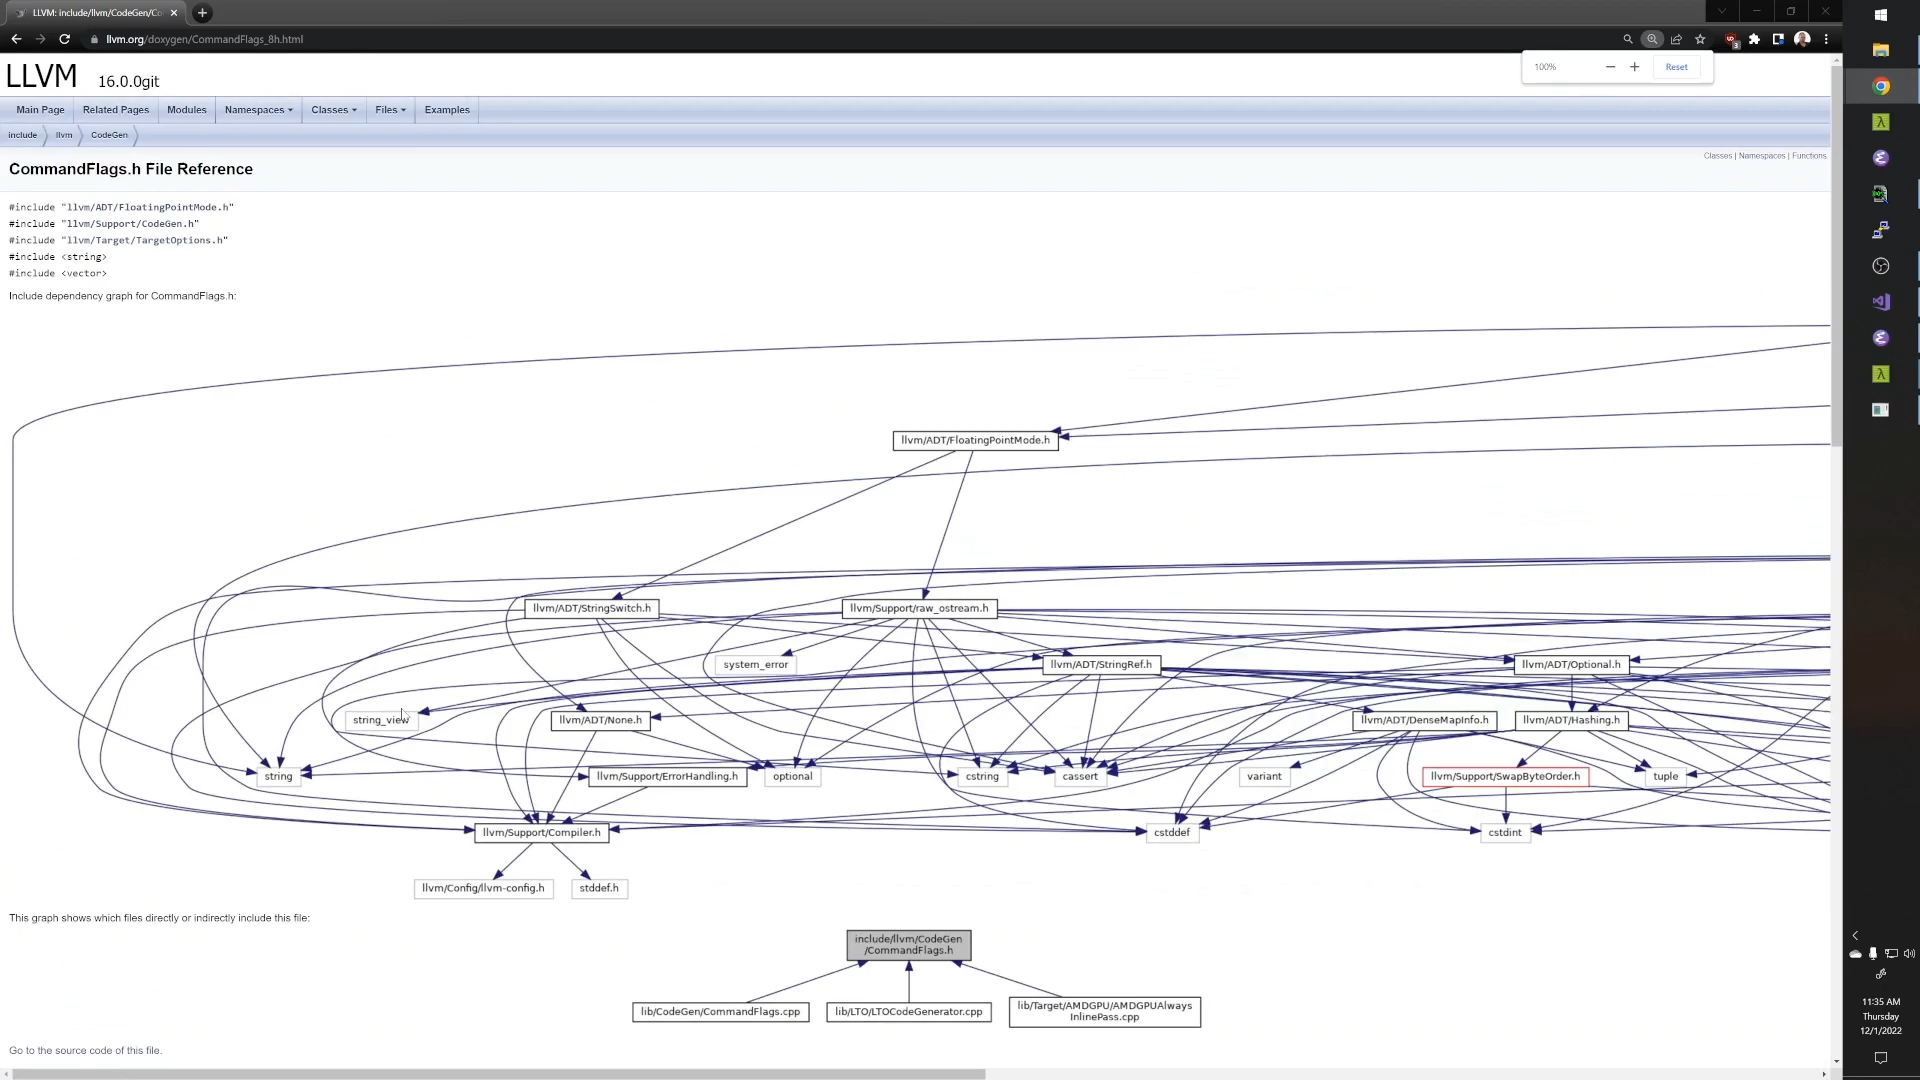 LLVM: include/llvm/CodeGen/Co
llvm.org/doxygen/CommandFlags_8h.html
100%
Reset
LLVM 16.0.0git
Main Page
Related Pages
Modules
Namespaces
Classes
Files
Examples
include
llvm
CodeGen
Classes | Namespaces | Functions
CommandFlags.h File Reference
#include "llvm/ADT/FloatingPointMode.h"
#include "llvm/Support/CodeGen.h"
#include "llvm/Target/TargetOptions.h"
#include <string>
#include <vector>
Include dependency graph for CommandFlags.h:
llvm/ADT/FloatingPointMode.h
llvm/ADT/StringSwitch.h
llvm/Support/raw_ostream.h
system_error
llvm/ADT/StringRef.h
llvm/ADT/Optional.h
string_view
llvm/ADT/None.h
llvm/ADT/DenseMapInfo.h
llvm/ADT/Hashing.h
string
llvm/Support/ErrorHandling.h
optional
cstring
cassert
variant
llvm/Support/SwapByteOrder.h
tuple
llvm/Support/Compiler.h
cstddef
cstdint
llvm/Config/llvm-config.h
stddef.h
This graph shows which files directly or indirectly include this file:
include/llvm/CodeGen
/CommandFlags.h
lib/CodeGen/CommandFlags.cpp
lib/LTO/LTOCodeGenerator.cpp
lib/Target/AMDGPU/AMDGPUAlways
InlinePass.cpp
Go to the source code of this file.
11:35 AM
Thursday
12/1/2022